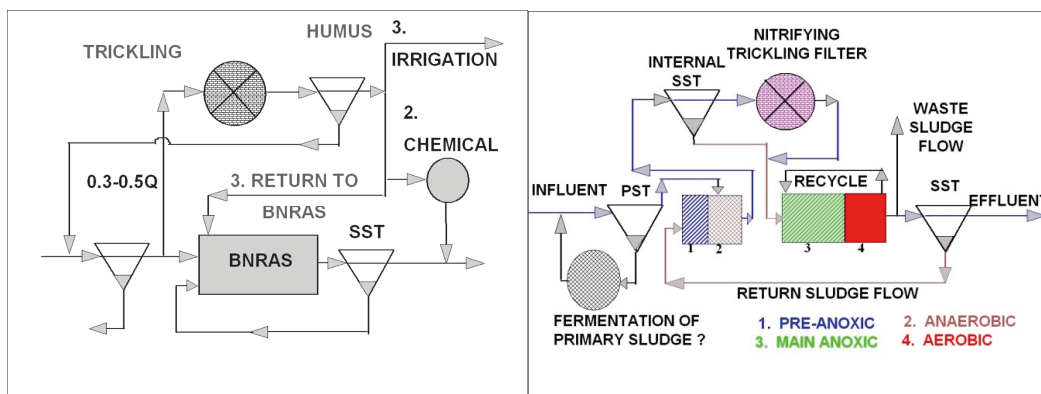 TRICKLING
HUMUS
3.
IRRIGATION
2.
CHEMICAL
0.3-0.5Q
3. RETURN TO
BNRAS
BNRAS
SST
NITRIFYING
TRICKLING FILTER
INTERNAL
SST
WASTE
SLUDGE
FLOW
INFLUENT
PST
RECYCLE
SST
EFFLUENT
1
2
3
4
RETURN SLUDGE FLOW
FERMENTATION OF
PRIMARY SLUDGE ?
1. PRE-ANOXIC
2. ANAEROBIC
3. MAIN ANOXIC
4. AEROBIC